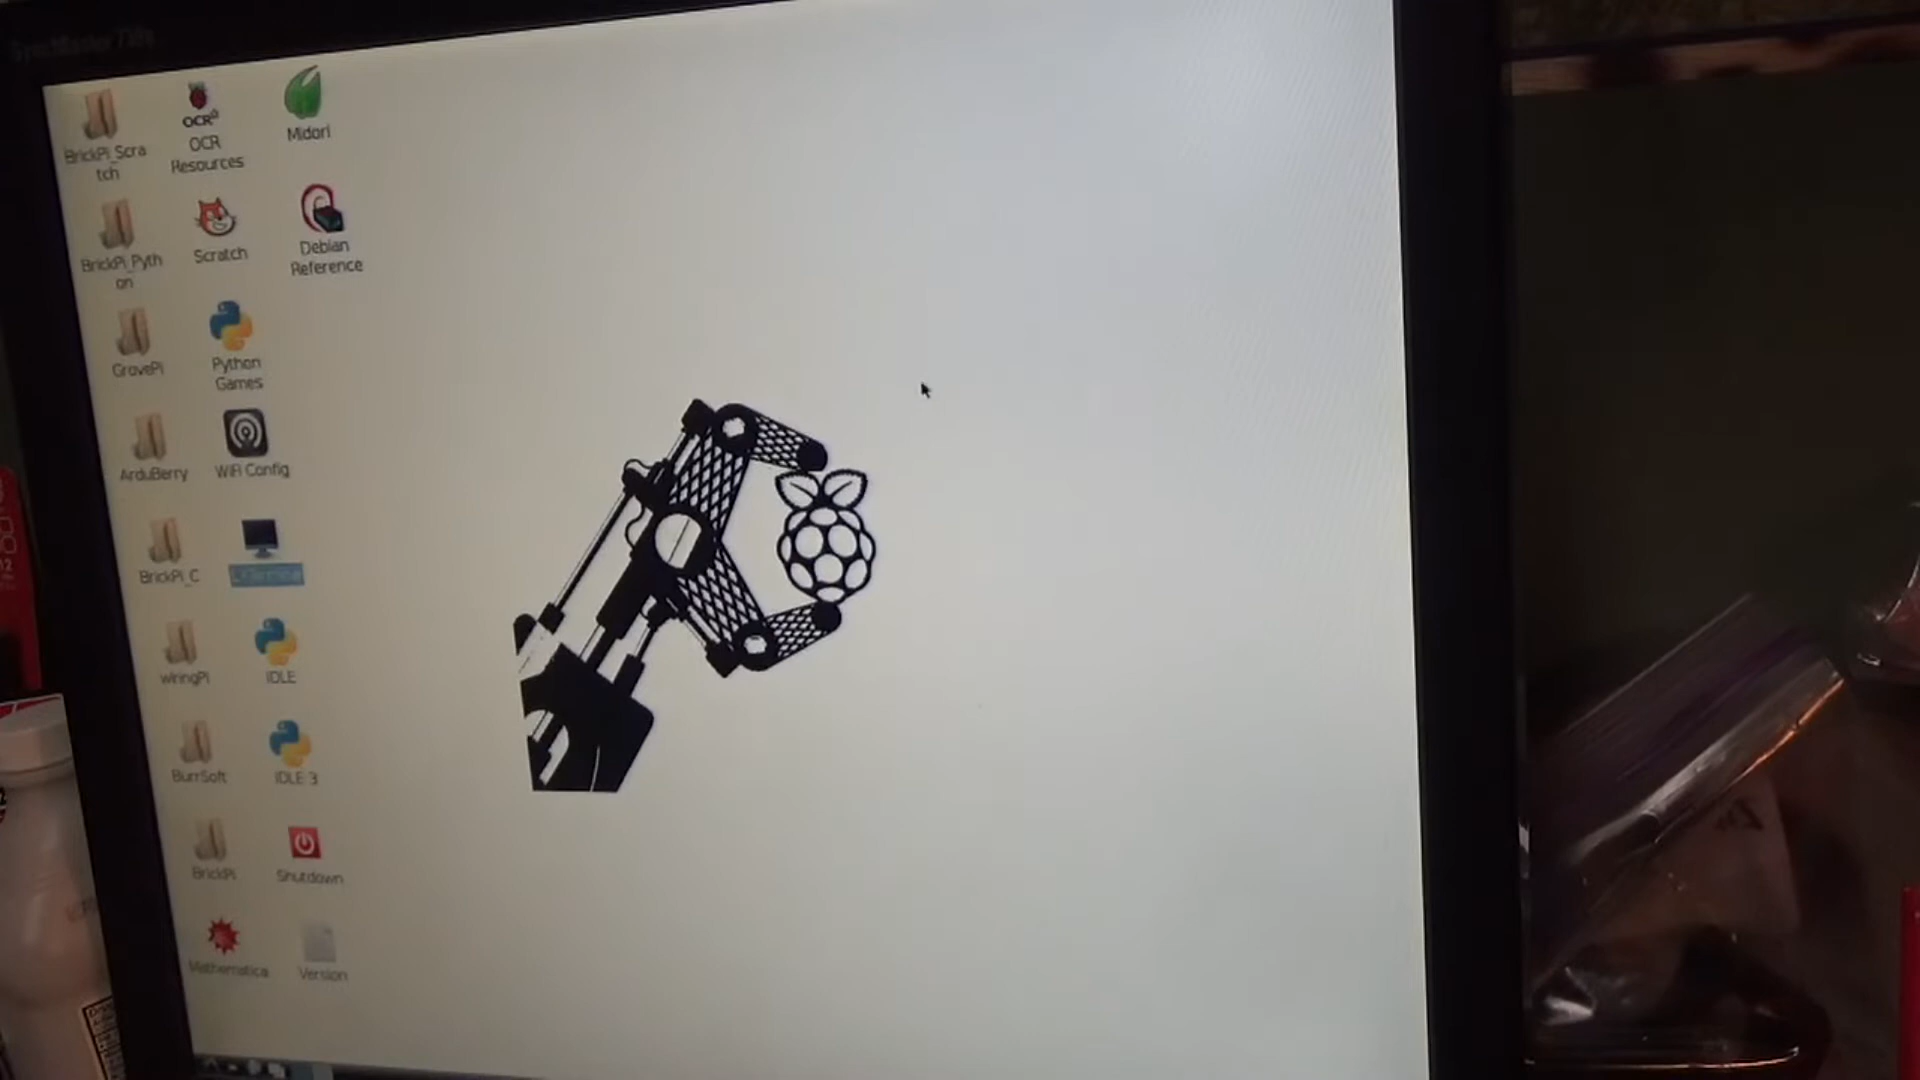 BrickPi_Scra
tch
OCR
OCR
Resources
Midori
BrickPi_Pyth
on
Scratch
Debian
Reference
GrovePi
Python
Games
ArduBerry
WiFi Config
BrickPi_C
wiringPi
IDLE
BurrSoft
IDLE 3
BrickPi
Shutdown
Mathematica
Version